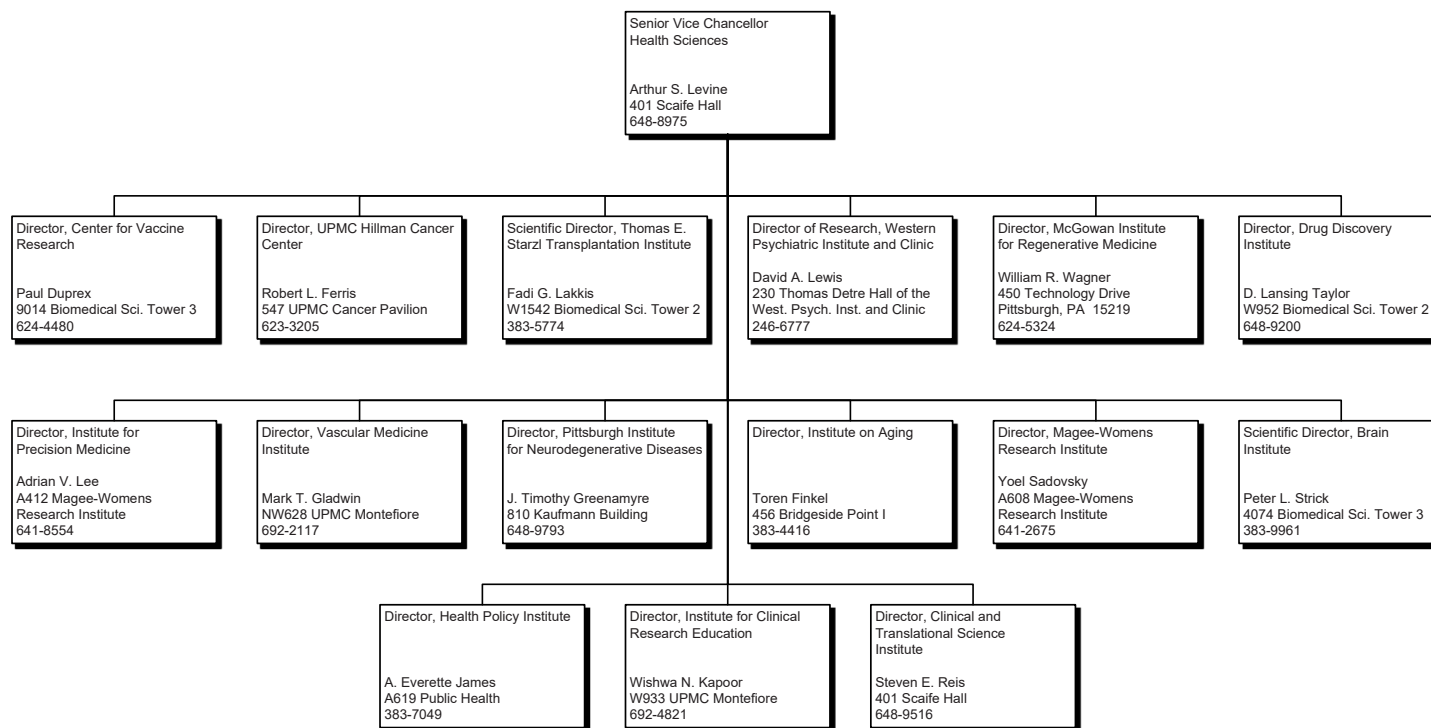 Senior Vice Chancellor
Health Sciences
Arthur S. Levine
401 Scaife Hall
648-8975
Director, Center for Vaccine
Research
Paul Duprex
9014 Biomedical Sci. Tower 3
624-4480
Director, UPMC Hillman Cancer
Center
Robert L. Ferris
547 UPMC Cancer Pavilion
623-3205
Scientific Director, Thomas E.
Starzl Transplantation Institute
Fadi G. Lakkis
W1542 Biomedical Sci. Tower 2
383-5774
Director of Research, Western
Psychiatric Institute and Clinic
David A. Lewis
230 Thomas Detre Hall of the
West. Psych. Inst. and Clinic
246-6777
Director, McGowan Institute
for Regenerative Medicine
William R. Wagner
450 Technology Drive
Pittsburgh, PA  15219
624-5324
Director, Drug Discovery
Institute
D. Lansing Taylor
W952 Biomedical Sci. Tower 2
648-9200
Director, Institute for
Precision Medicine
Adrian V. Lee
A412 Magee-Womens
Research Institute
641-8554
Director, Vascular Medicine
Institute
Mark T. Gladwin
NW628 UPMC Montefiore
692-2117
Director, Pittsburgh Institute
for Neurodegenerative Diseases
J. Timothy Greenamyre
810 Kaufmann Building
648-9793
Director, Institute on Aging
Toren Finkel
456 Bridgeside Point I
383-4416
Director, Magee-Womens
Research Institute
Yoel Sadovsky
A608 Magee-Womens
Research Institute
641-2675
Scientific Director, Brain
Institute
Peter L. Strick
4074 Biomedical Sci. Tower 3
383-9961
Director, Health Policy Institute
A. Everette James
A619 Public Health
383-7049
Director, Institute for Clinical
Research Education
Wishwa N. Kapoor
W933 UPMC Montefiore
692-4821
Director, Clinical and
Translational Science
Institute
Steven E. Reis
401 Scaife Hall
648-9516